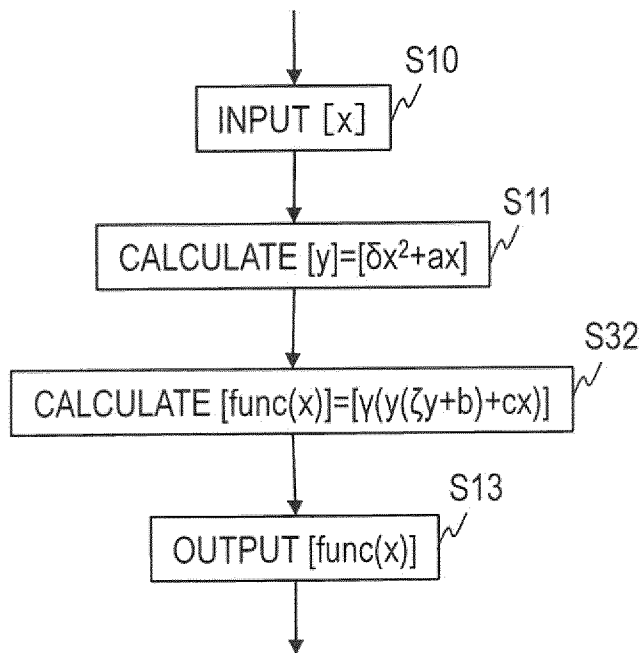 S10
INPUT [x]
S11
CALCULATE [y]=[δx²+ax]
S32
CALCULATE [func(x)]=[γ(y(ζy+b)+cx)]
S13
OUTPUT [func(x)]